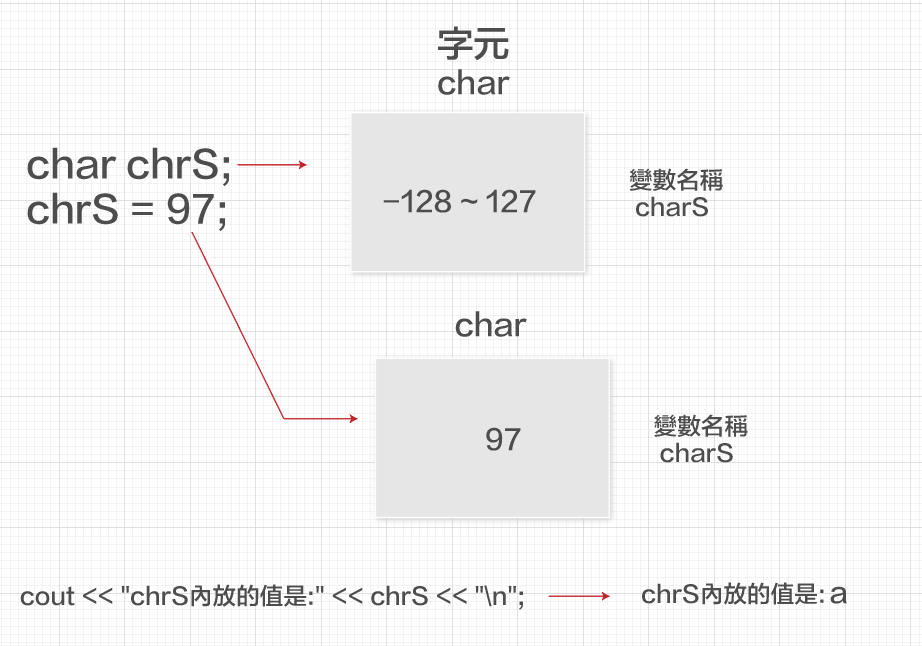 字元
char
char chrS;
chrS = 97;
−128 ~ 127
變數名稱
charS
char
97
變數名稱
charS
cout << "chrS內放的值是:" << chrS << "\n";
chrS內放的值是: a